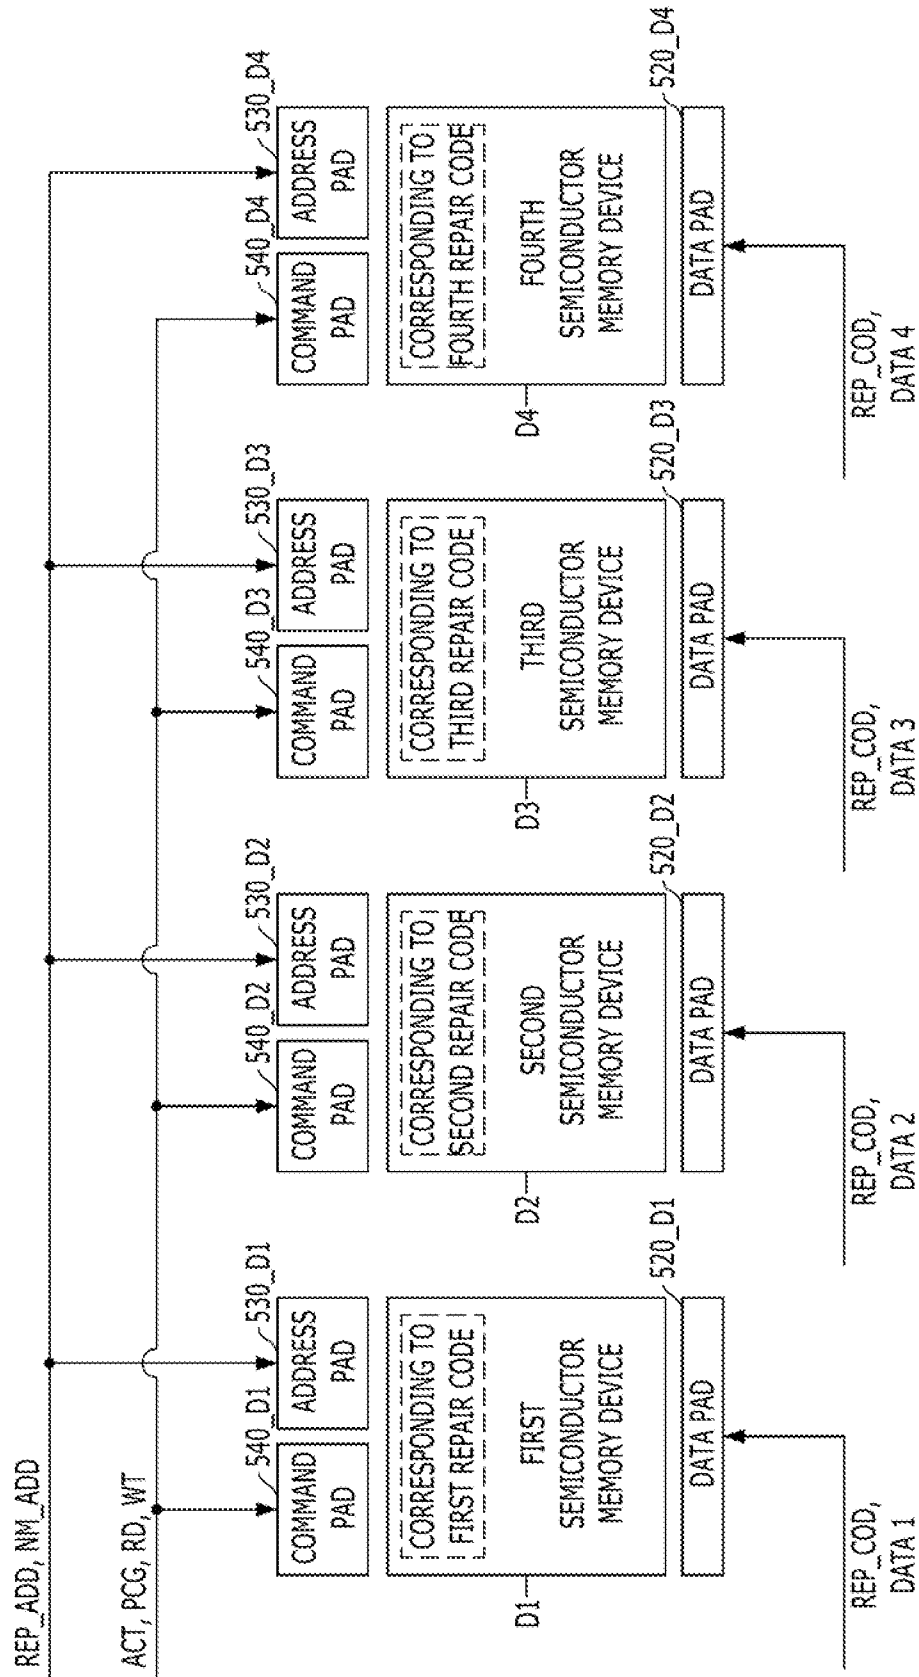 REP_ADD, NM_ADD
ACT, PCG, RD, WT
540_D1
530_D1
COMMAND
PAD
ADDRESS
PAD
D1
CORRESPONDING TO
FIRST REPAIR CODE
FIRST
SEMICONDUCTOR
MEMORY DEVICE
520_D1
DATA PAD
REP_COD,
DATA 1
540_D2
530_D2
COMMAND
PAD
ADDRESS
PAD
D2
CORRESPONDING TO
SECOND REPAIR CODE
SECOND
SEMICONDUCTOR
MEMORY DEVICE
520_D2
DATA PAD
REP_COD,
DATA 2
540_D3
530_D3
COMMAND
PAD
ADDRESS
PAD
D3
CORRESPONDING TO
THIRD REPAIR CODE
THIRD
SEMICONDUCTOR
MEMORY DEVICE
520_D3
DATA PAD
REP_COD,
DATA 3
540_D4
530_D4
COMMAND
PAD
ADDRESS
PAD
D4
CORRESPONDING TO
FOURTH REPAIR CODE
FOURTH
SEMICONDUCTOR
MEMORY DEVICE
520_D4
DATA PAD
REP_COD,
DATA 4